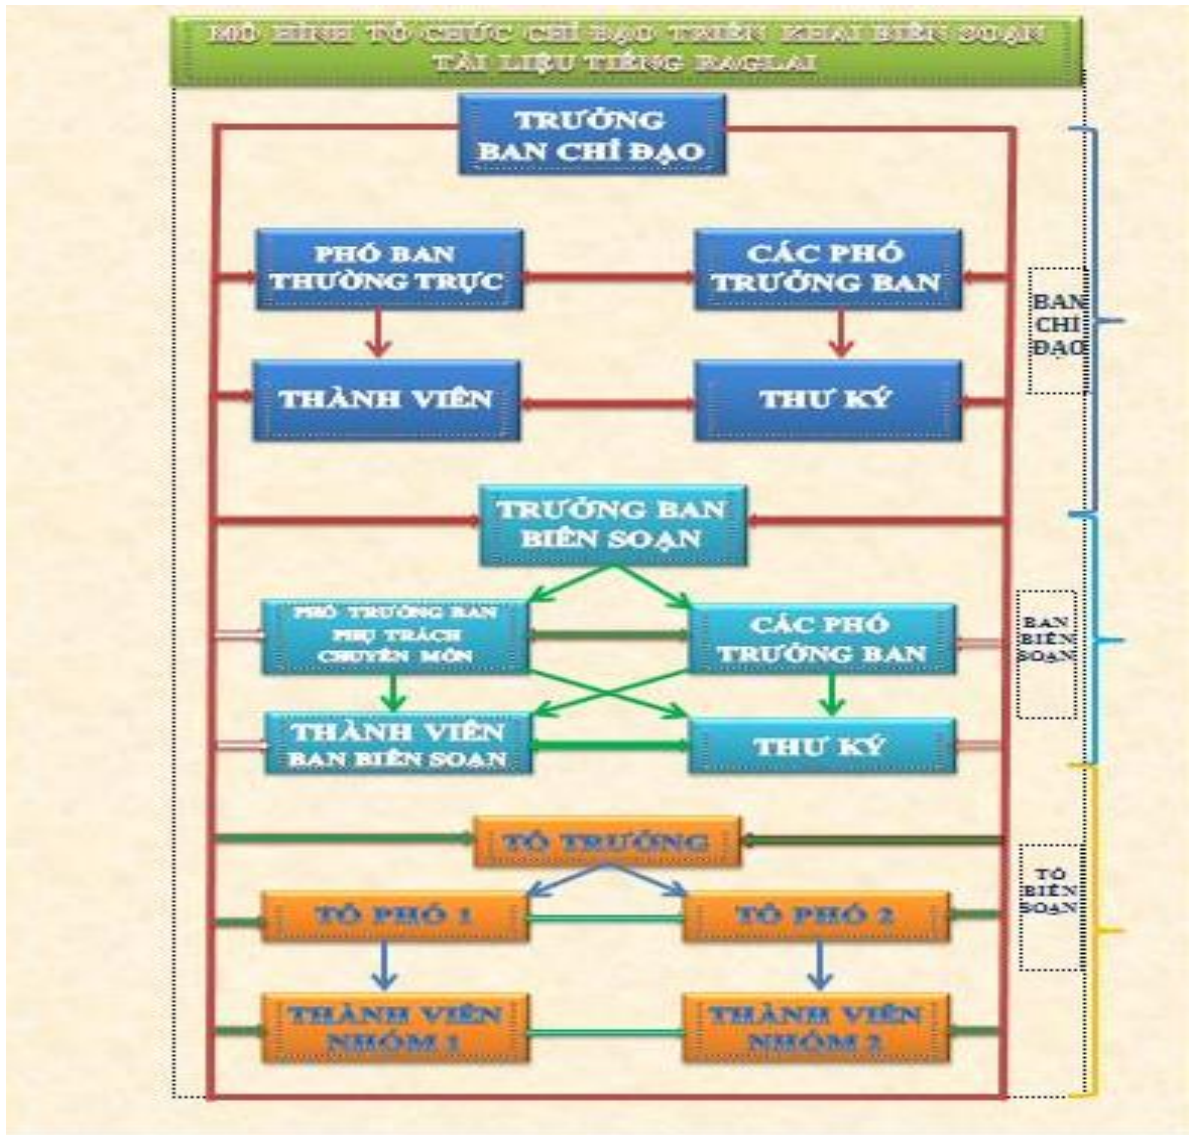 MÔ HÌNH TỔ CHỨC CHỈ ĐẠO TRIỂN KHAI BIÊN SOẠN
TÀI LIỆU TIẾNG RAGLAI
TRƯỞNG
BAN CHỈ ĐẠO
PHÓ BAN
THƯỜNG TRỰC
CÁC PHÓ
TRƯỞNG BAN
BAN
CHỈ
ĐẠO
THÀNH VIÊN
THƯ KÝ
TRƯỞNG BAN
BIÊN SOẠN
PHÓ TRƯỞNG BAN
PHỤ TRÁCH
CHUYÊN MÔN
CÁC PHÓ
TRƯỞNG BAN
BAN
BIÊN
SOẠN
THÀNH VIÊN
BAN BIÊN SOẠN
THƯ KÝ
TỔ TRƯỞNG
TỔ PHÓ 1
TỔ PHÓ 2
TỔ
BIÊN
SOẠN
THÀNH VIÊN
NHÓM 1
THÀNH VIÊN
NHÓM 2